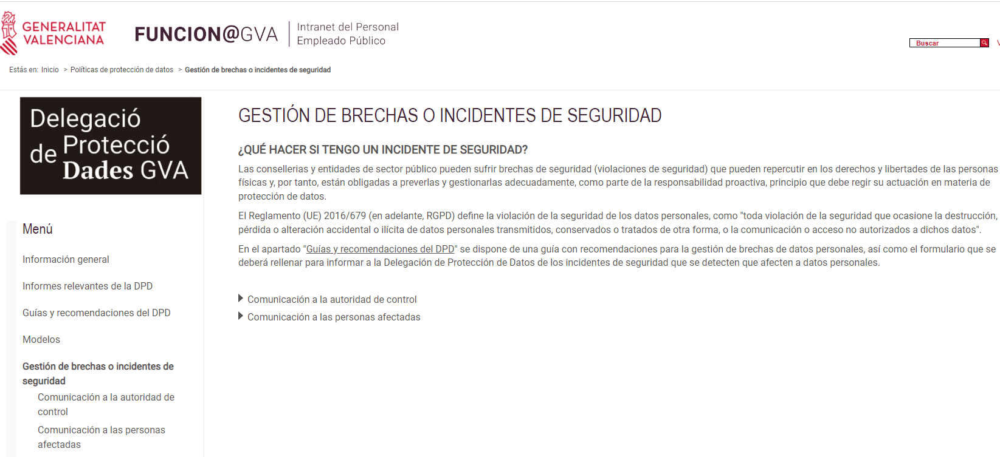 GENERALITAT
VALENCIANA
FUNCION@GVA
Intranet del Personal
Empleado Público
Buscar
Estás en: Inicio > Políticas de protección de datos > Gestión de brechas o incidentes de seguridad
Delegació
de Protecció
Dades GVA
Menú
Información general
Informes relevantes de la DPD
Guías y recomendaciones del DPD
Modelos
Gestión de brechas o incidentes de
seguridad
Comunicación a la autoridad de
control
Comunicación a las personas
afectadas
GESTIÓN DE BRECHAS O INCIDENTES DE SEGURIDAD
¿QUÉ HACER SI TENGO UN INCIDENTE DE SEGURIDAD?
Las consellerias y entidades de sector público pueden sufrir brechas de seguridad (violaciones de seguridad) que pueden repercutir en los derechos y libertades de las personas
físicas y, por tanto, están obligadas a preverlas y gestionarlas adecuadamente, como parte de la responsabilidad proactiva, principio que debe regir su actuación en materia de
protección de datos.
El Reglamento (UE) 2016/679 (en adelante, RGPD) define la violación de la seguridad de los datos personales, como "toda violación de la seguridad que ocasione la destrucción,
pérdida o alteración accidental o ilícita de datos personales transmitidos, conservados o tratados de otra forma, o la comunicación o acceso no autorizados a dichos datos".
En el apartado "Guías y recomendaciones del DPD" se dispone de una guía con recomendaciones para la gestión de brechas de datos personales, así como el formulario que se
deberá rellenar para informar a la Delegación de Protección de Datos de los incidentes de seguridad que se detecten que afecten a datos personales.
Comunicación a la autoridad de control
Comunicación a las personas afectadas